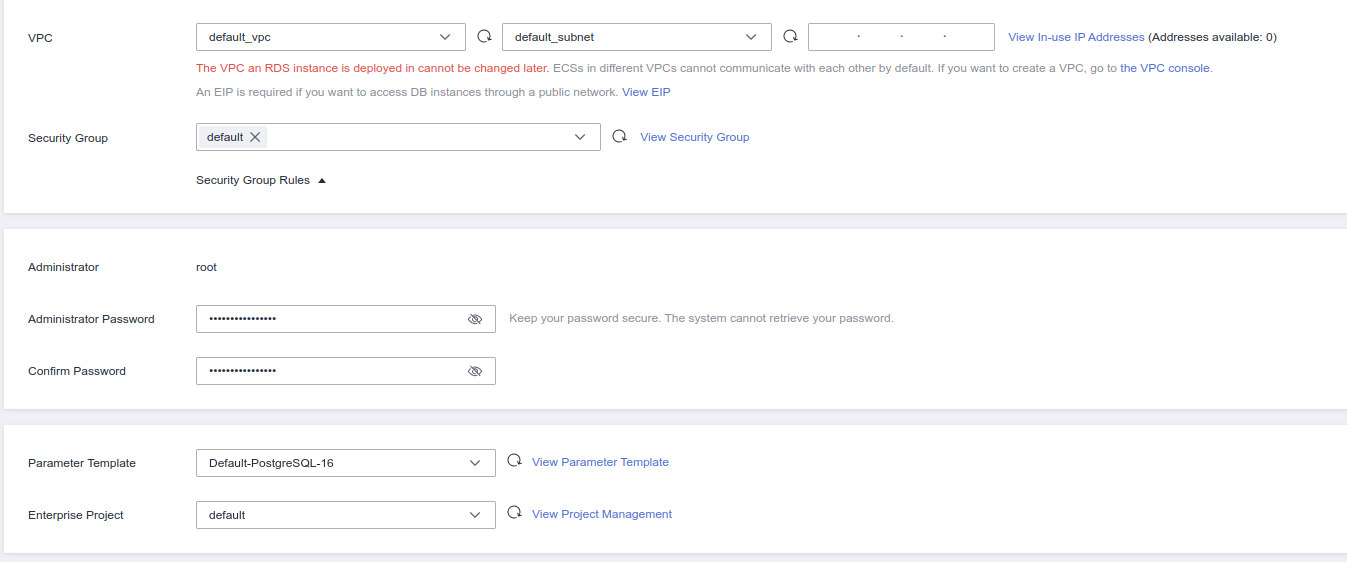 VPC default_vpc default_subnet . . . View In-use IP Addresses (Addresses available: 0)
The VPC an RDS instance is deployed in cannot be changed later. ECSs in different VPCs cannot communicate with each other by default. If you want to create a VPC, go to the VPC console.
An EIP is required if you want to access DB instances through a public network. View EIP
Security Group default View Security Group
Security Group Rules
Administrator root
Administrator Password •••••••••••••••• Keep your password secure. The system cannot retrieve your password.
Confirm Password ••••••••••••••••
Parameter Template Default-PostgreSQL-16 View Parameter Template
Enterprise Project default View Project Management